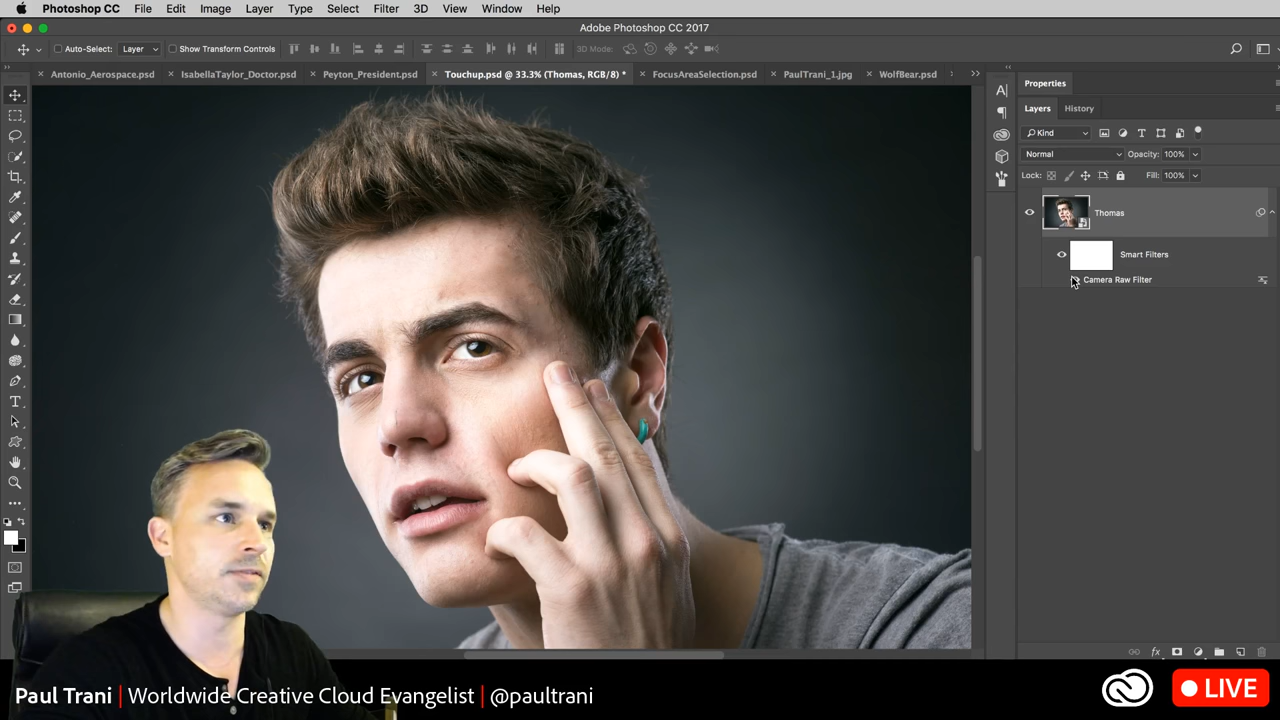 Photoshop CC File Edit Image Layer Type Select Filter 3D View Window Help
Adobe Photoshop CC 2017
Auto-Select: Layer Show Transform Controls 3D Mode:
Antonio_Aerospace.psd IsabellaTaylor_Doctor.psd Peyton_President.psd Touchup.psd @ 33.3% (Thomas, RGB/8) * FocusAreaSelection.psd PaulTrani_1.jpg WolfBear.psd
Properties
Layers History
Kind
Normal Opacity: 100%
Lock: Fill: 100%
Thomas
Smart Filters
Camera Raw Filter
Paul Trani | Worldwide Creative Cloud Evangelist | @paultrani
LIVE